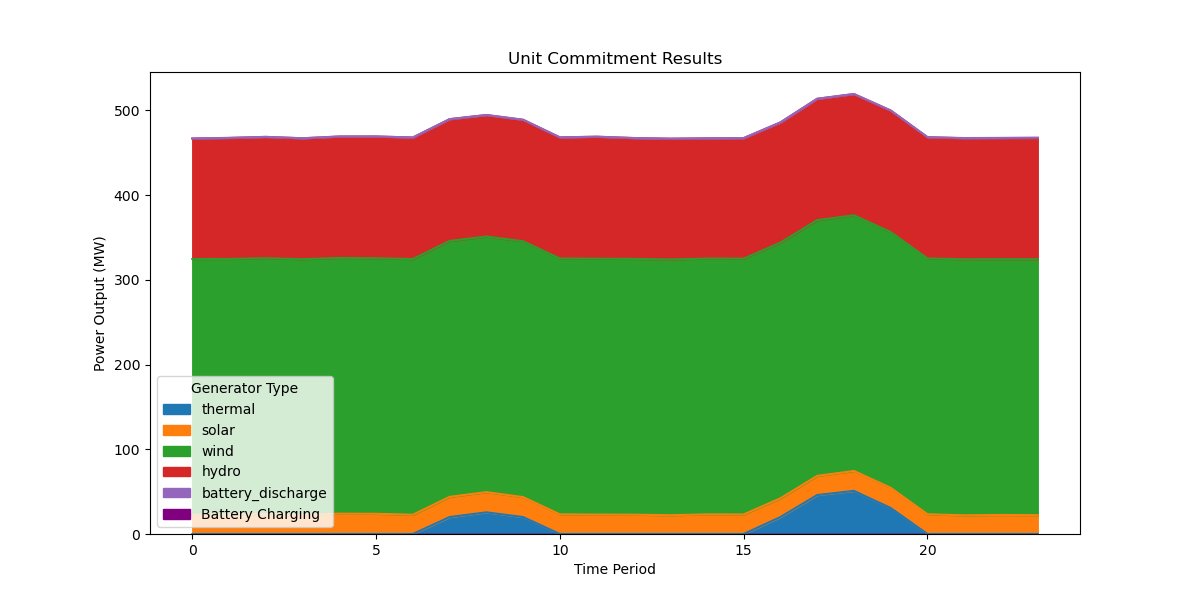 Unit Commitment Results
Power Output (MW)
500
400
300
200
100
0
Generator Type
thermal
solar
wind
hydro
battery_discharge
Battery Charging
0 5 10 15 20
Time Period